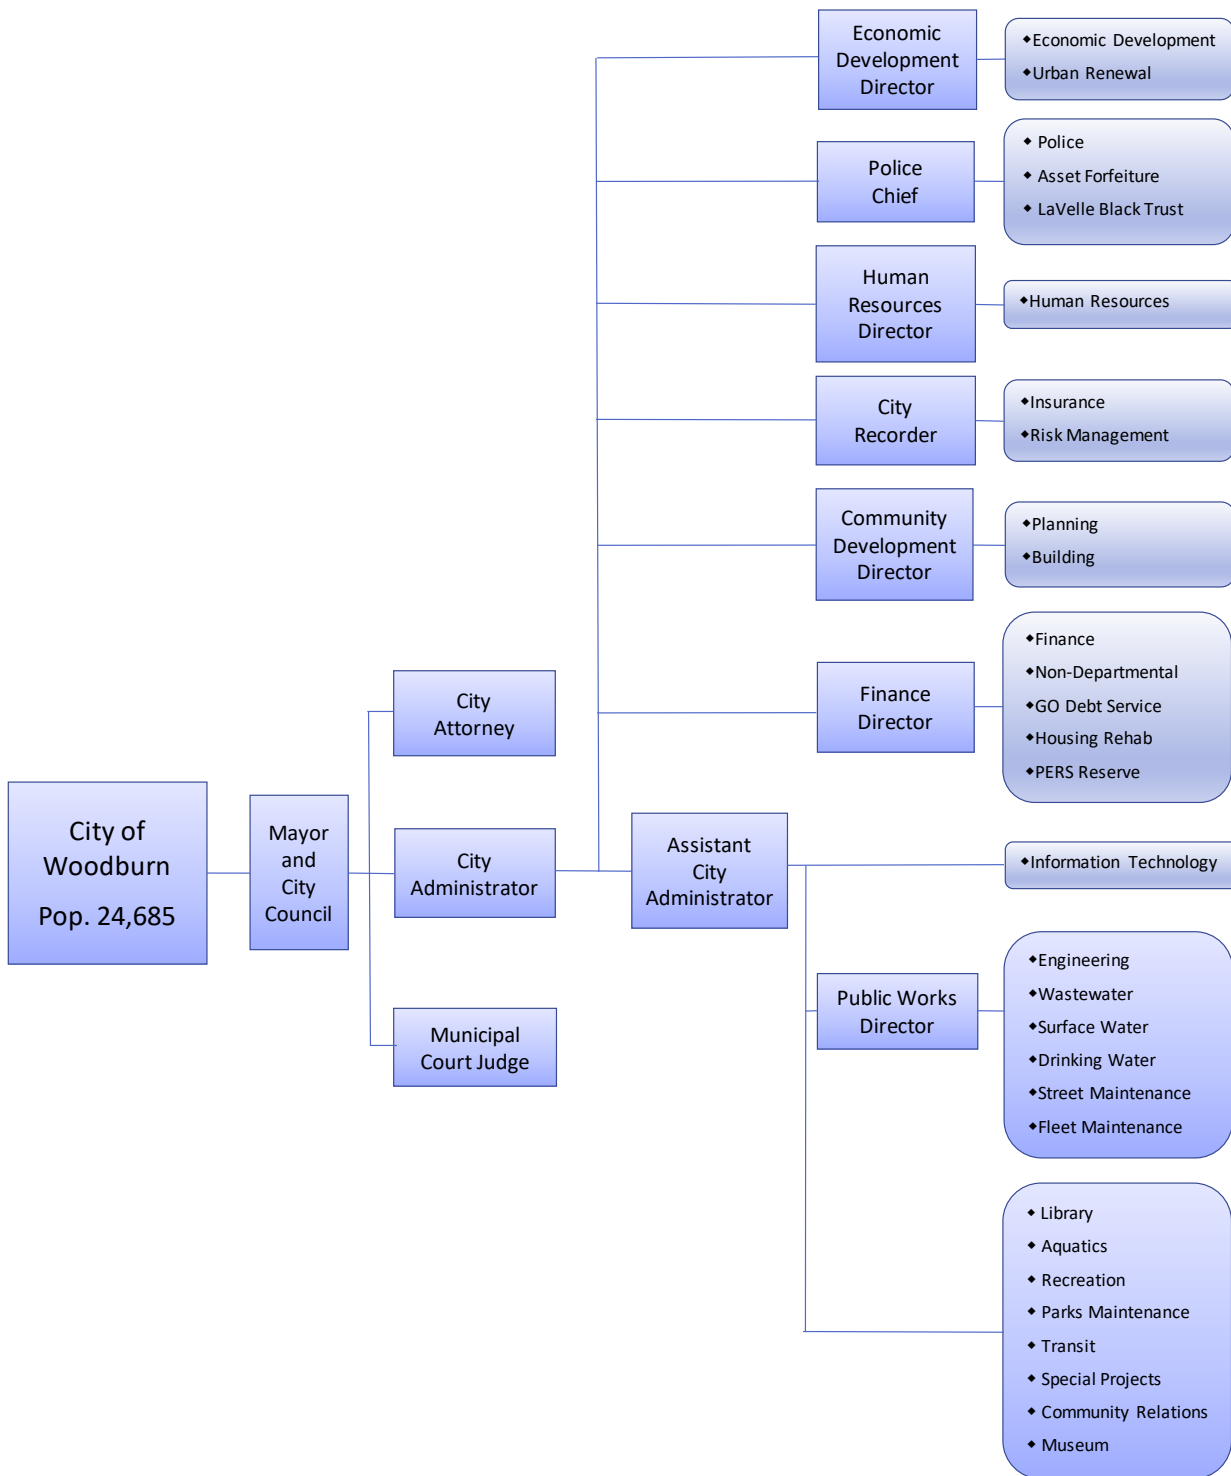 Economic
Development
Director
◆Economic Development
◆Urban Renewal
Police
Chief
◆ Police
◆ Asset Forfeiture
◆ LaVelle Black Trust
Human
Resources
Director
◆Human Resources
City
Recorder
◆Insurance
◆Risk Management
Community
Development
Director
◆Planning
◆Building
Finance
Director
◆Finance
◆Non-Departmental
◆GO Debt Service
◆Housing Rehab
◆PERS Reserve
City
Attorney
City of
Woodburn
Pop. 24,685
Mayor
and
City
Council
City
Administrator
Assistant
City
Administrator
◆Information Technology
Municipal
Court Judge
Public Works
Director
◆Engineering
◆Wastewater
◆Surface Water
◆Drinking Water
◆Street Maintenance
◆Fleet Maintenance
◆ Library
◆ Aquatics
◆ Recreation
◆ Parks Maintenance
◆ Transit
◆ Special Projects
◆ Community Relations
◆ Museum